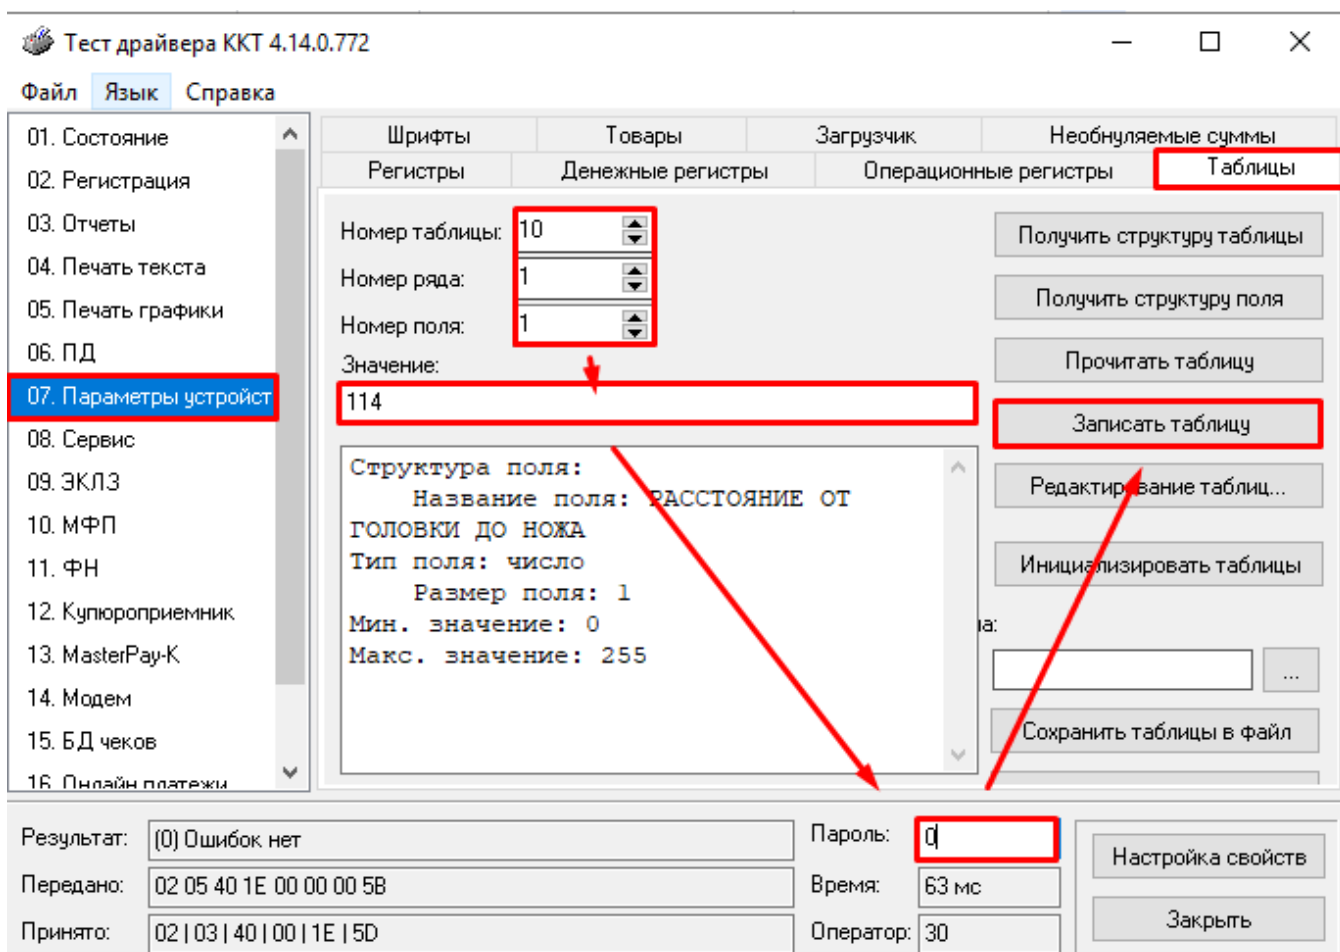 Тест драйвера ККТ 4.14.0.772
Файл Язык Справка
01. Состояние
02. Регистрация
03. Отчеты
04. Печать текста
05. Печать графики
06. ПД
07. Параметры устройст
08. Сервис
09. ЭКЛЗ
10. МФП
11. ФН
12. Купюроприемник
13. MasterPay-K
14. Модем
15. БД чеков
16. Онлайн платежи
Шрифты Товары Загрузчик Необнуляемые суммы
Регистры Денежные регистры Операционные регистры Таблицы
Номер таблицы: 10
Номер ряда: 1
Номер поля: 1
Значение:
114
Структура поля:
Название поля: РАССТОЯНИЕ ОТ
ГОЛОВКИ ДО НОЖА
Тип поля: число
Размер поля: 1
Мин. значение: 0
Макс. значение: 255
Получить структуру таблицы
Получить структуру поля
Прочитать таблицу
Записать таблицу
Редактирование таблиц...
Инициализировать таблицы
ла:
...
Сохранить таблицы в файл
Результат: (0) Ошибок нет
Передано: 02 05 40 1E 00 00 00 5B
Принято: 02 | 03 | 40 | 00 | 1E | 5D
Пароль: 0
Время: 63 мс
Оператор: 30
Настройка свойств
Закрыть